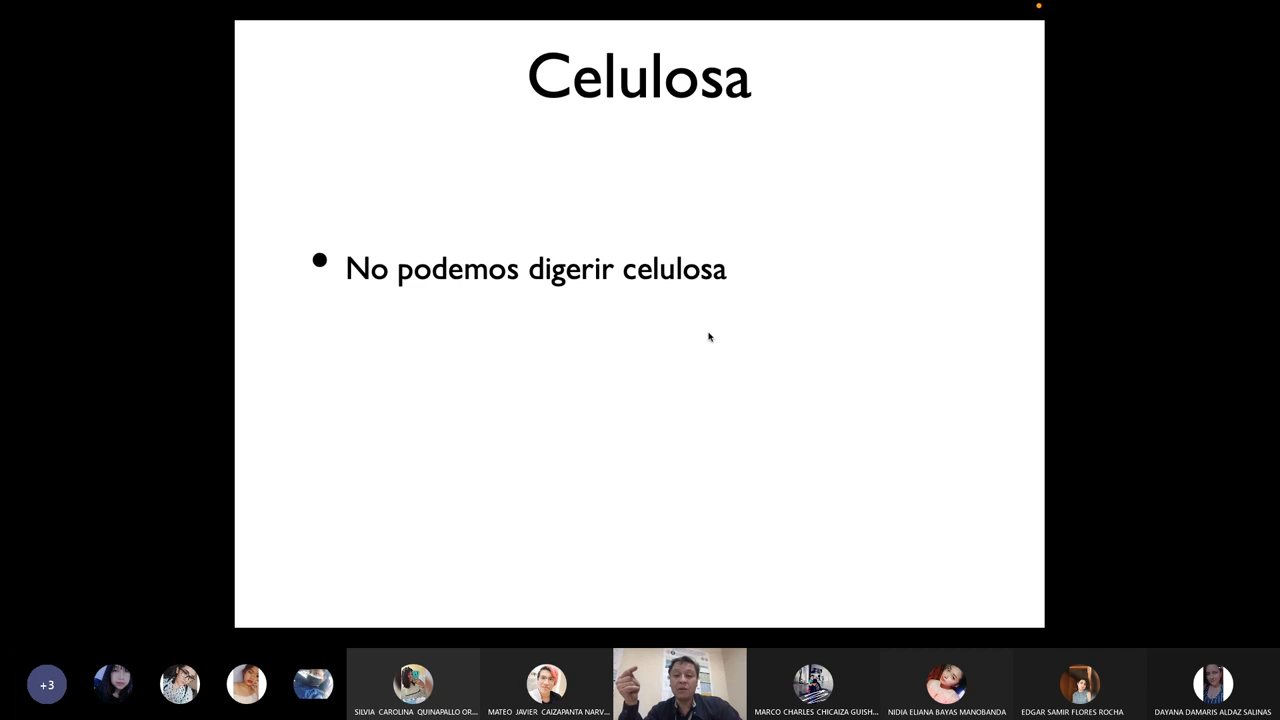 Celulosa
• No podemos digerir celulosa
+3
SILVIA CAROLINA QUINAPALLO OR...
MATEO JAVIER CAIZAPANTA NARV...
MARCO CHARLES CHICAIZA GUISH...
NIDIA ELIANA BAYAS MANOBANDA
EDGAR SAMIR FLORES ROCHA
DAYANA DAMARIS ALDAZ SALINAS